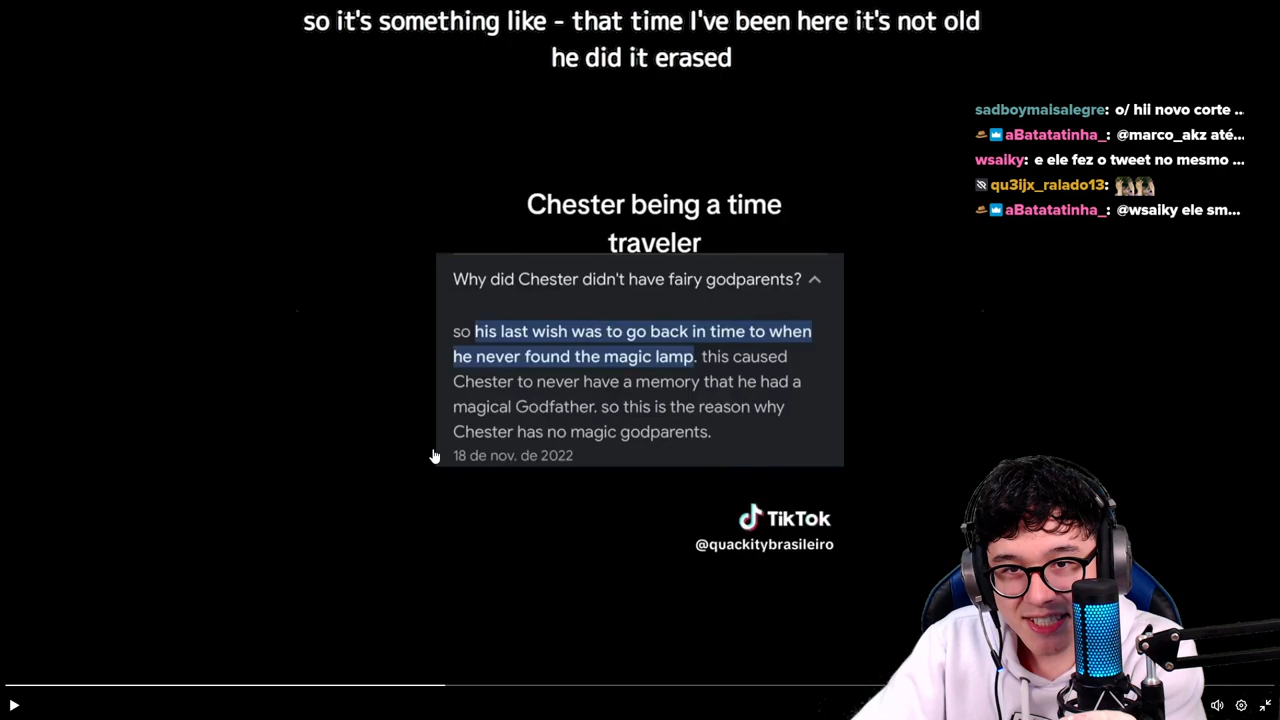 so it's something like - that time I've been here it's not old
he did it erased
sadboymaisalegre: o/ hii novo corte ...
aBatatatinha_: @marco_akz até...
wsaiky: e ele fez o tweet no mesmo ...
qu3ijx_ralado13:
aBatatatinha_: @wsaiky ele sm...
Chester being a time
traveler
Why did Chester didn't have fairy godparents?
so his last wish was to go back in time to when
he never found the magic lamp. this caused
Chester to never have a memory that he had a
magical Godfather. so this is the reason why
Chester has no magic godparents.
18 de nov. de 2022
TikTok
@quackitybrasileiro